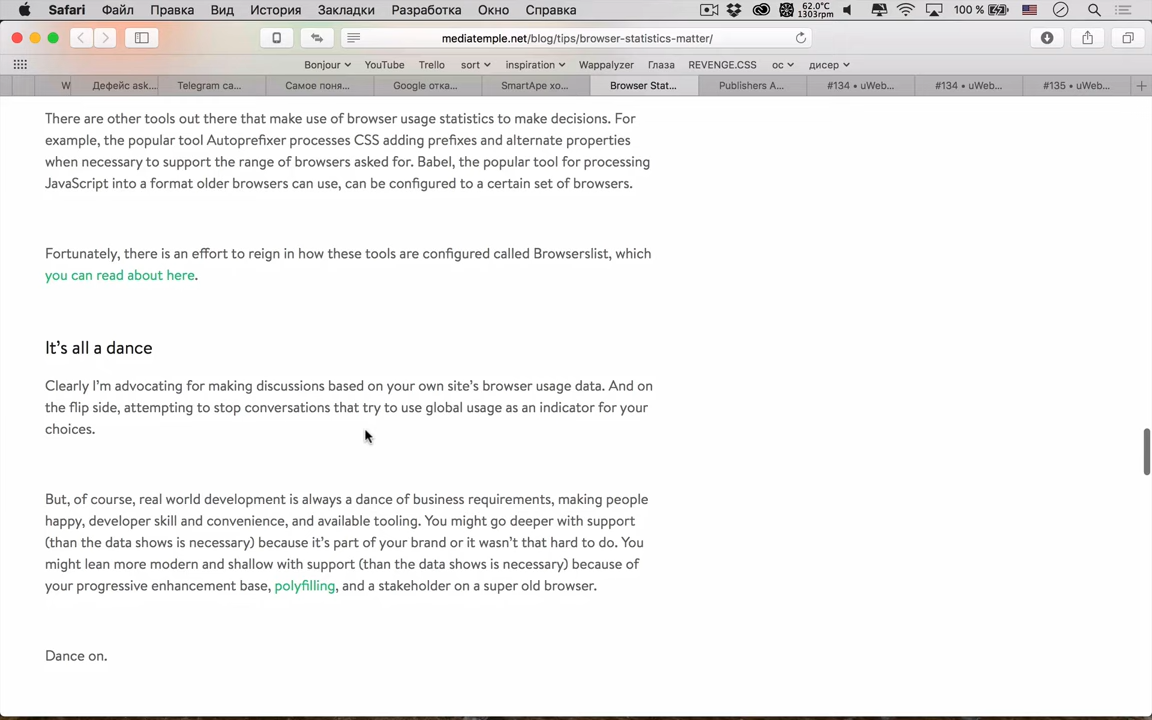 Safari Файл Правка Вид История Закладки Разработка Окно Справка 62.0°C 1303rpm 100 %
mediatemple.net/blog/tips/browser-statistics-matter/
Bonjour YouTube Trello sort inspiration Wappalyzer Глаза REVENGE.CSS ос дисер
W Дефейс ask... Telegram са... Самое поня... Google отка... SmartApe хо... Browser Stat... Publishers A... #134 • uWeb... #134 • uWeb... #135 • uWeb...
There are other tools out there that make use of browser usage statistics to make decisions. For
example, the popular tool Autoprefixer processes CSS adding prefixes and alternate properties
when necessary to support the range of browsers asked for. Babel, the popular tool for processing
JavaScript into a format older browsers can use, can be configured to a certain set of browsers.
Fortunately, there is an effort to reign in how these tools are configured called Browserslist, which
you can read about here.
It’s all a dance
Clearly I’m advocating for making discussions based on your own site’s browser usage data. And on
the flip side, attempting to stop conversations that try to use global usage as an indicator for your
choices.
But, of course, real world development is always a dance of business requirements, making people
happy, developer skill and convenience, and available tooling. You might go deeper with support
(than the data shows is necessary) because it’s part of your brand or it wasn’t that hard to do. You
might lean more modern and shallow with support (than the data shows is necessary) because of
your progressive enhancement base, polyfilling, and a stakeholder on a super old browser.
Dance on.